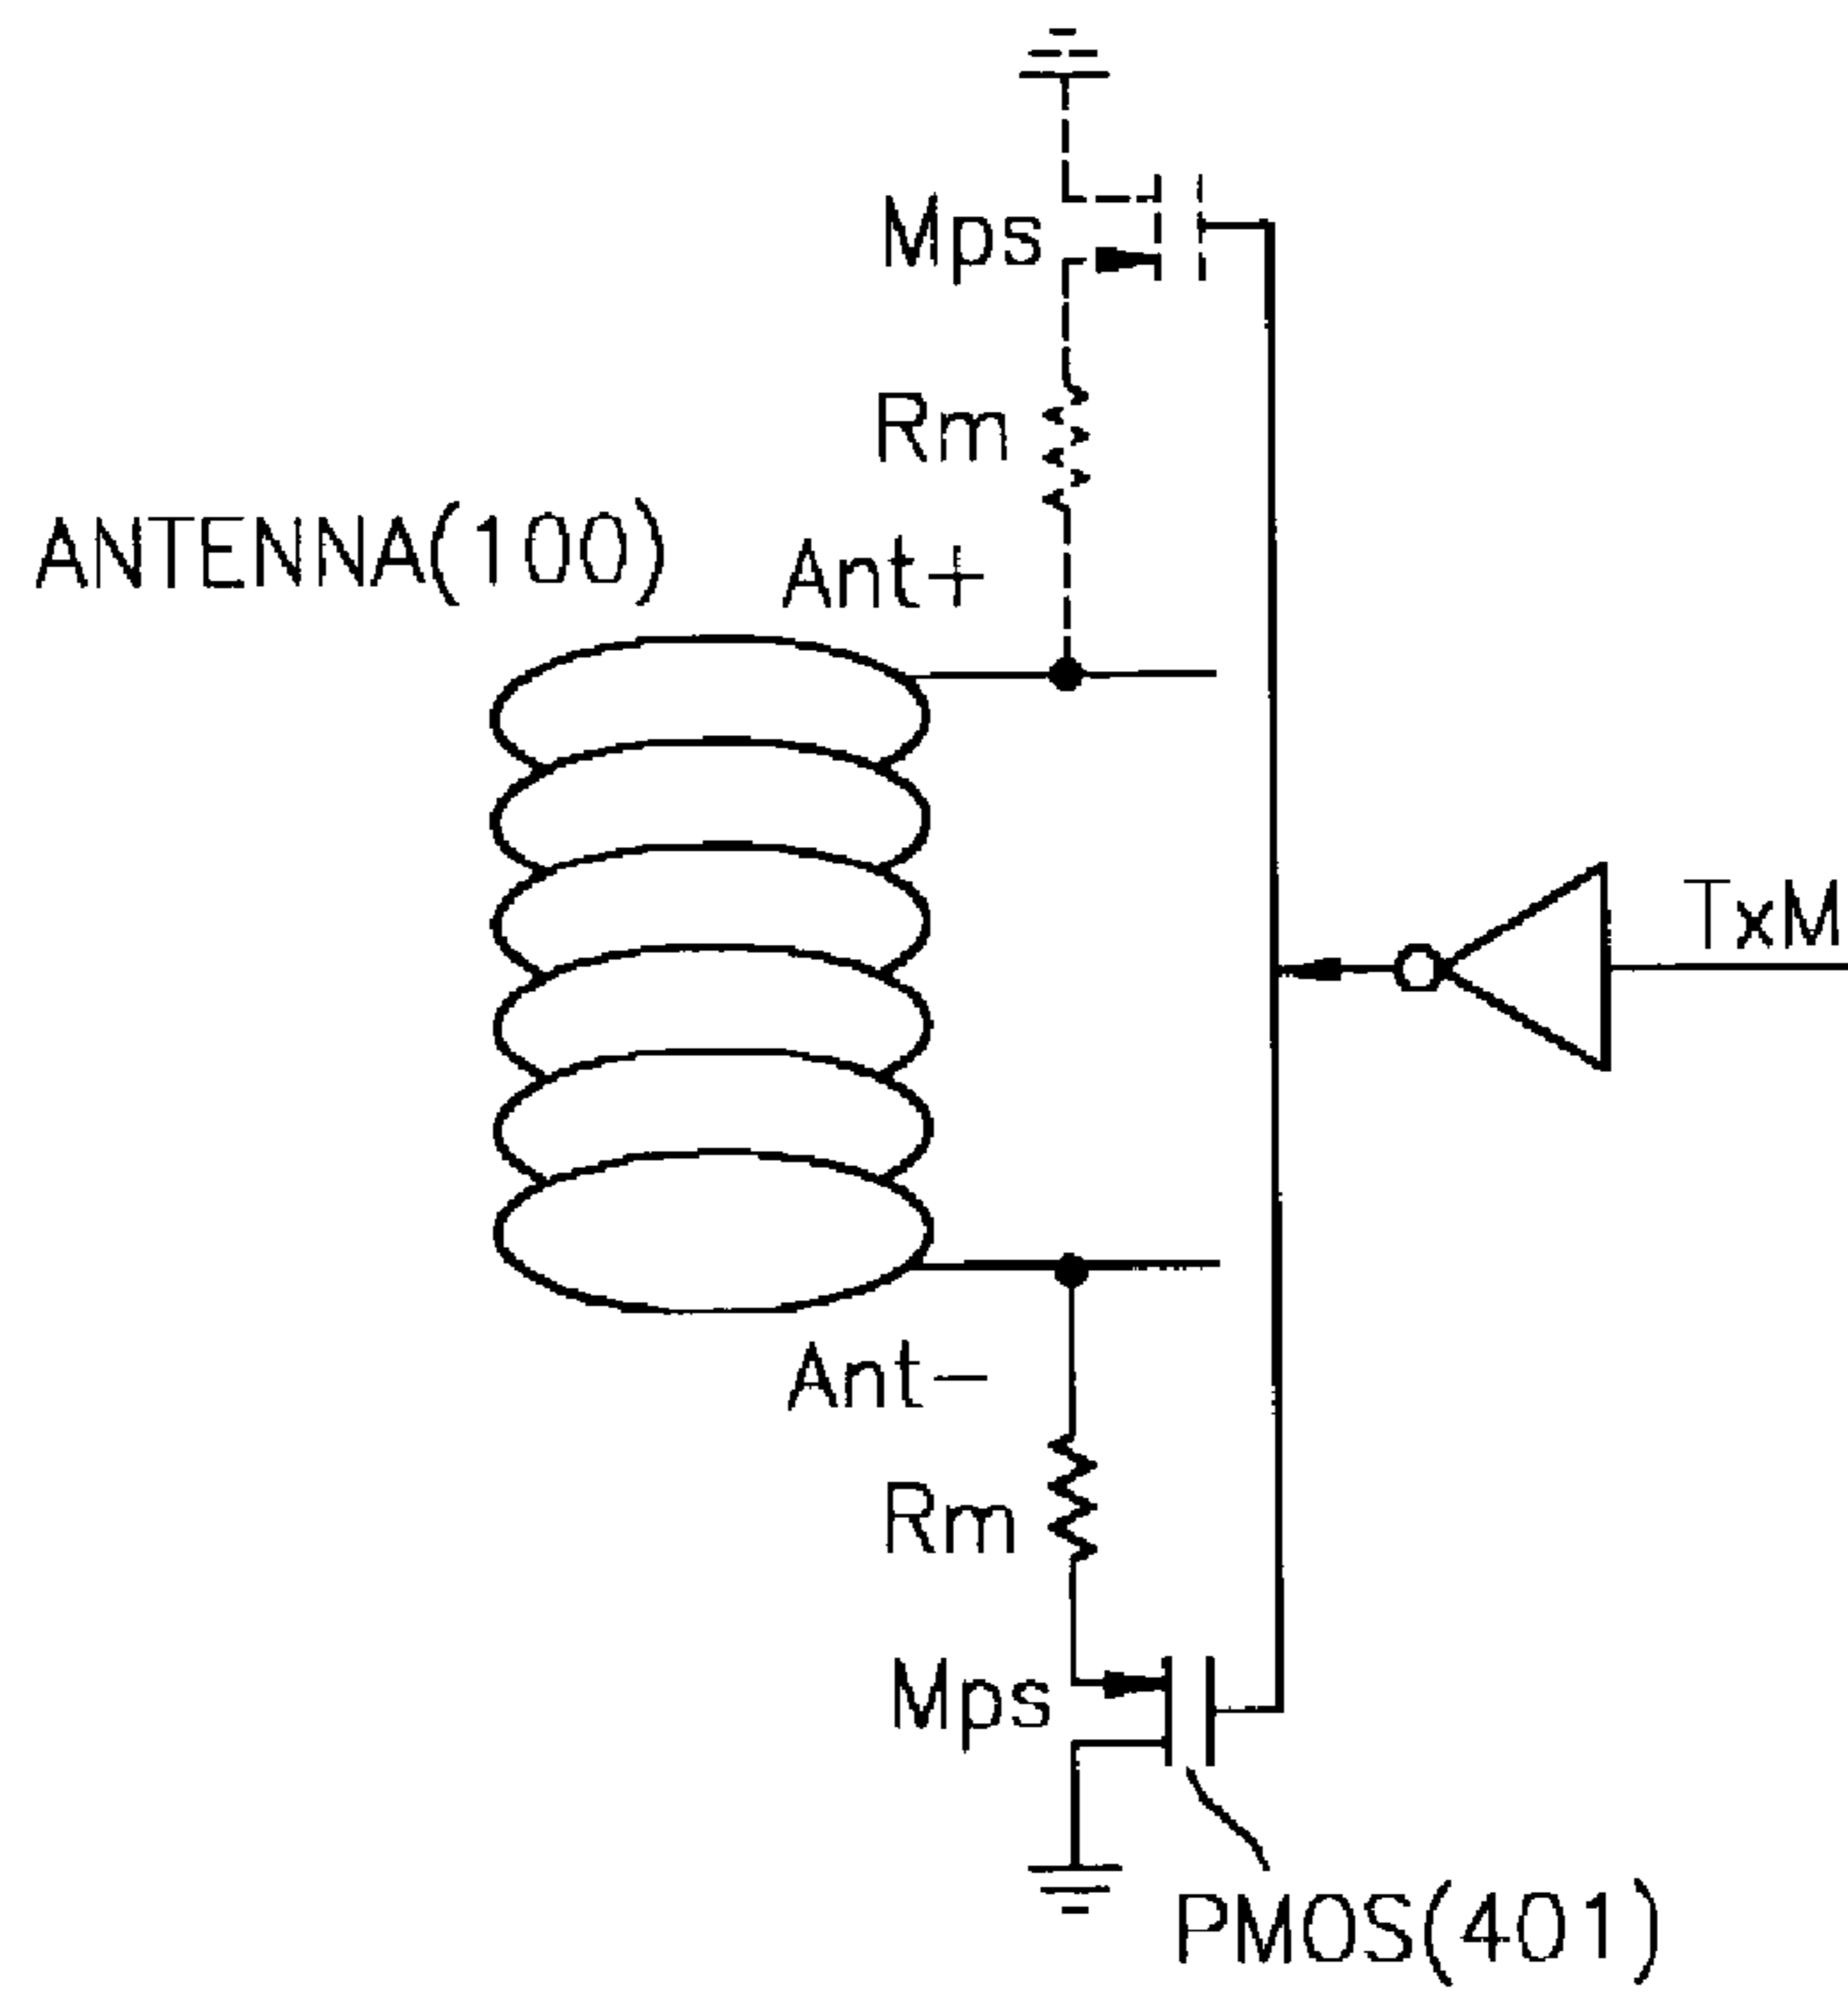 Mps
Rm
ANTENNA(100)
Ant+
TxM
Ant-
Rm
Mps
PMOS(401)